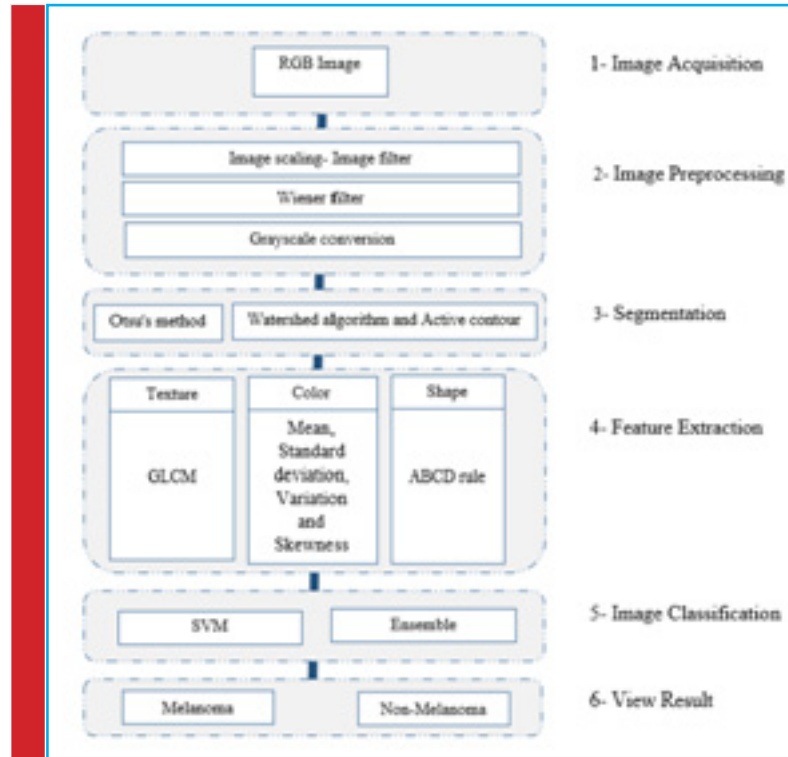 RGB Image
1- Image Acquisition
Image scaling- Image filter
Wiener filter
Grayscale conversion
2- Image Preprocessing
Otsu's method
Watershed algorithm and Active contour
3- Segmentation
Texture
GLCM
Color
Mean,
Standard
deviation,
Variation
and
Skewness
Shape
ABCD rule
4- Feature Extraction
SVM
Ensemble
5- Image Classification
Melanoma
Non-Melanoma
6- View Result